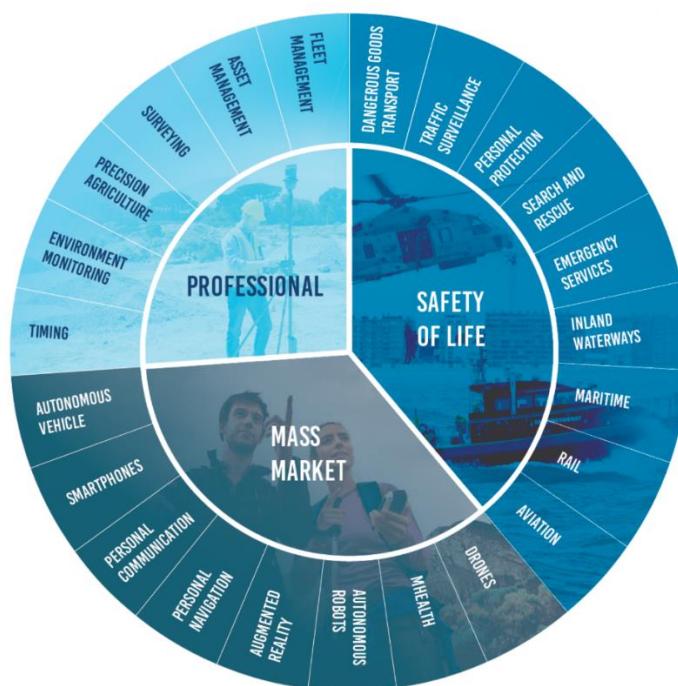 PROFESSIONAL
SAFETY
OF LIFE
MASS
MARKET
DANGEROUS GOODS
TRANSPORT
TRAFFIC
SURVEILLANCE
PERSONAL
PROTECTION
SEARCH AND
RESCUE
EMERGENCY
SERVICES
INLAND
WATERWAYS
MARITIME
RAIL
AVIATION
DRONES
MHEALTH
AUTONOMOUS
ROBOTS
AUGMENTED
REALITY
PERSONAL
NAVIGATION
PERSONAL
COMMUNICATION
SMARTPHONES
AUTONOMOUS
VEHICLE
TIMING
ENVIRONMENT
MONITORING
PRECISION
AGRICULTURE
SURVEYING
ASSET
MANAGEMENT
FLEET
MANAGEMENT